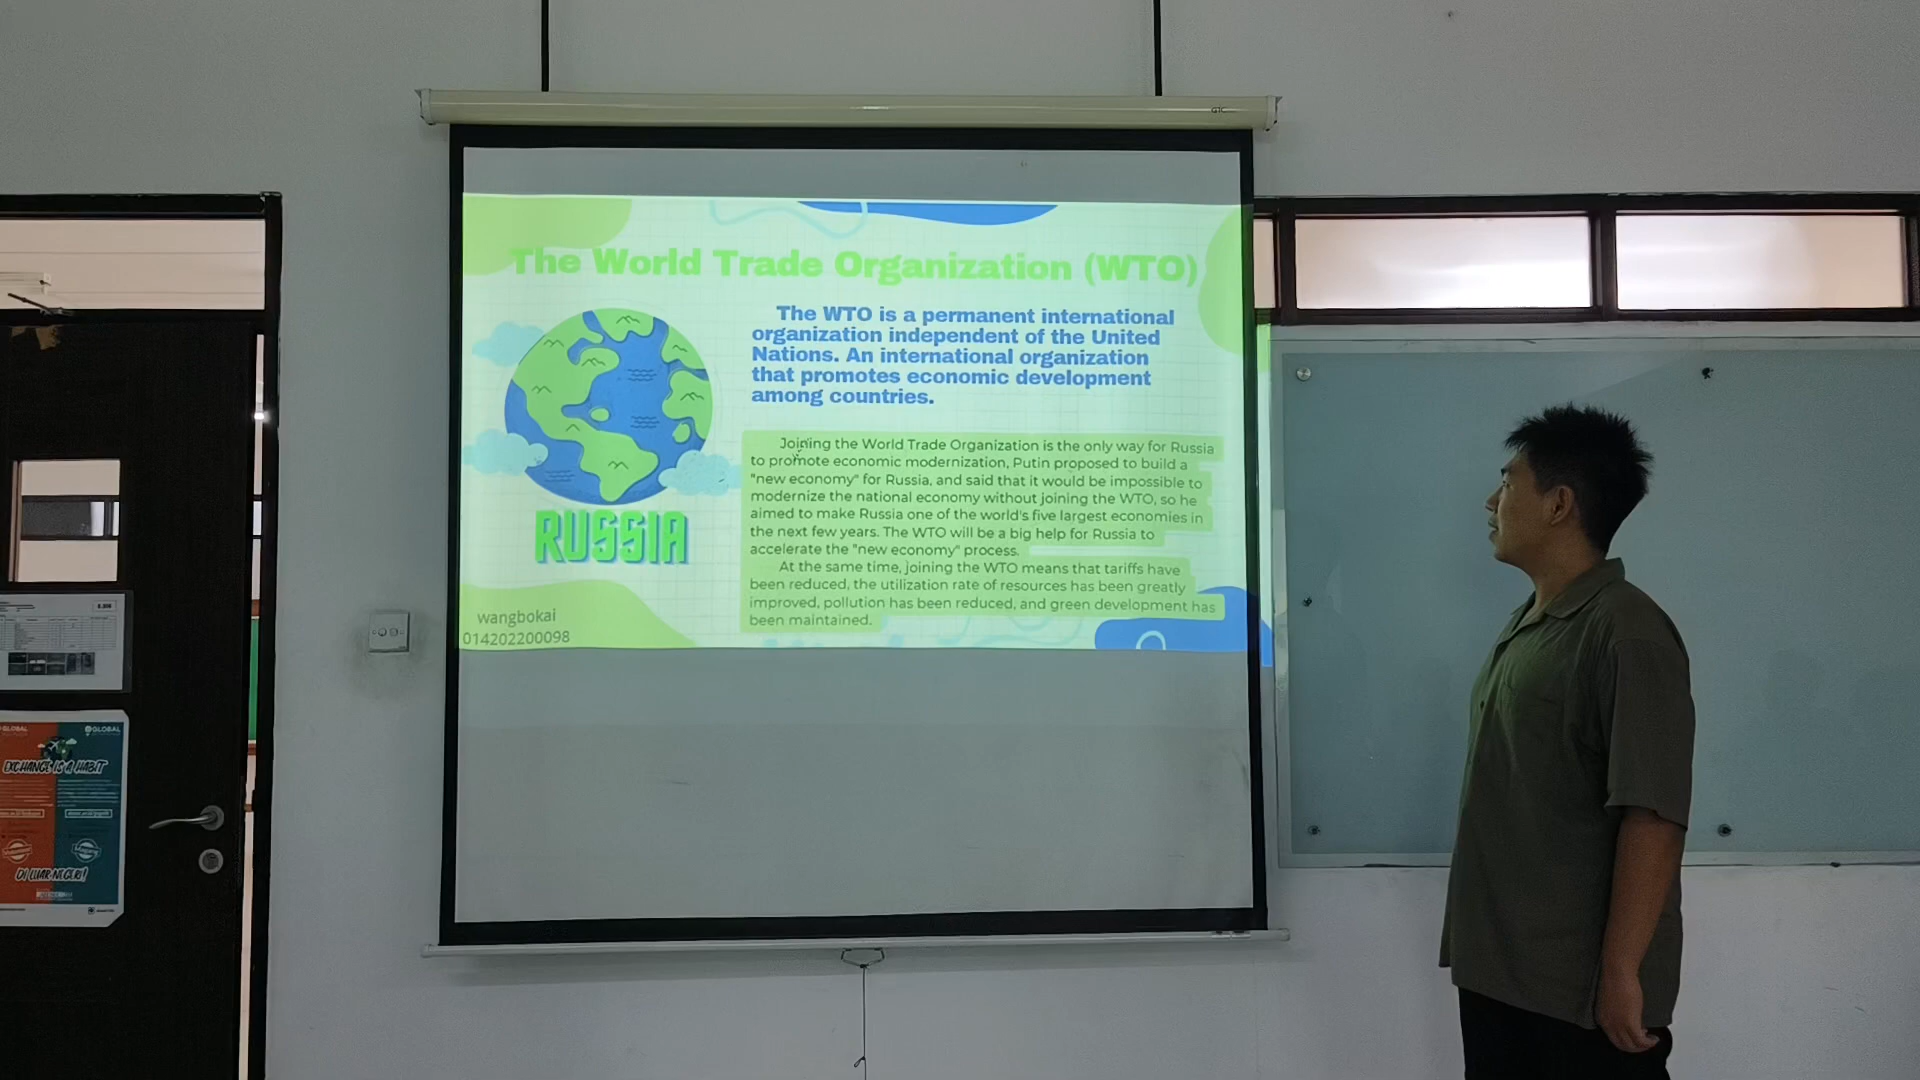 GTC
The World Trade Organization (WTO)
The WTO is a permanent international
organization independent of the United
Nations. An international organization
that promotes economic development
among countries.
Joining the World Trade Organization is the only way for Russia
to promote economic modernization, Putin proposed to build a
"new economy" for Russia, and said that it would be impossible to
modernize the national economy without joining the WTO, so he
aimed to make Russia one of the world's five largest economies in
the next few years. The WTO will be a big help for Russia to
accelerate the "new economy" process.
At the same time, joining the WTO means that tariffs have
been reduced, the utilization rate of resources has been greatly
improved, pollution has been reduced, and green development has
been maintained.
RUSSIA
wangbokai
014202200098
GLOBAL
GLOBAL
EXCHANGE IS A HABIT
DI LUAR NEGERI!